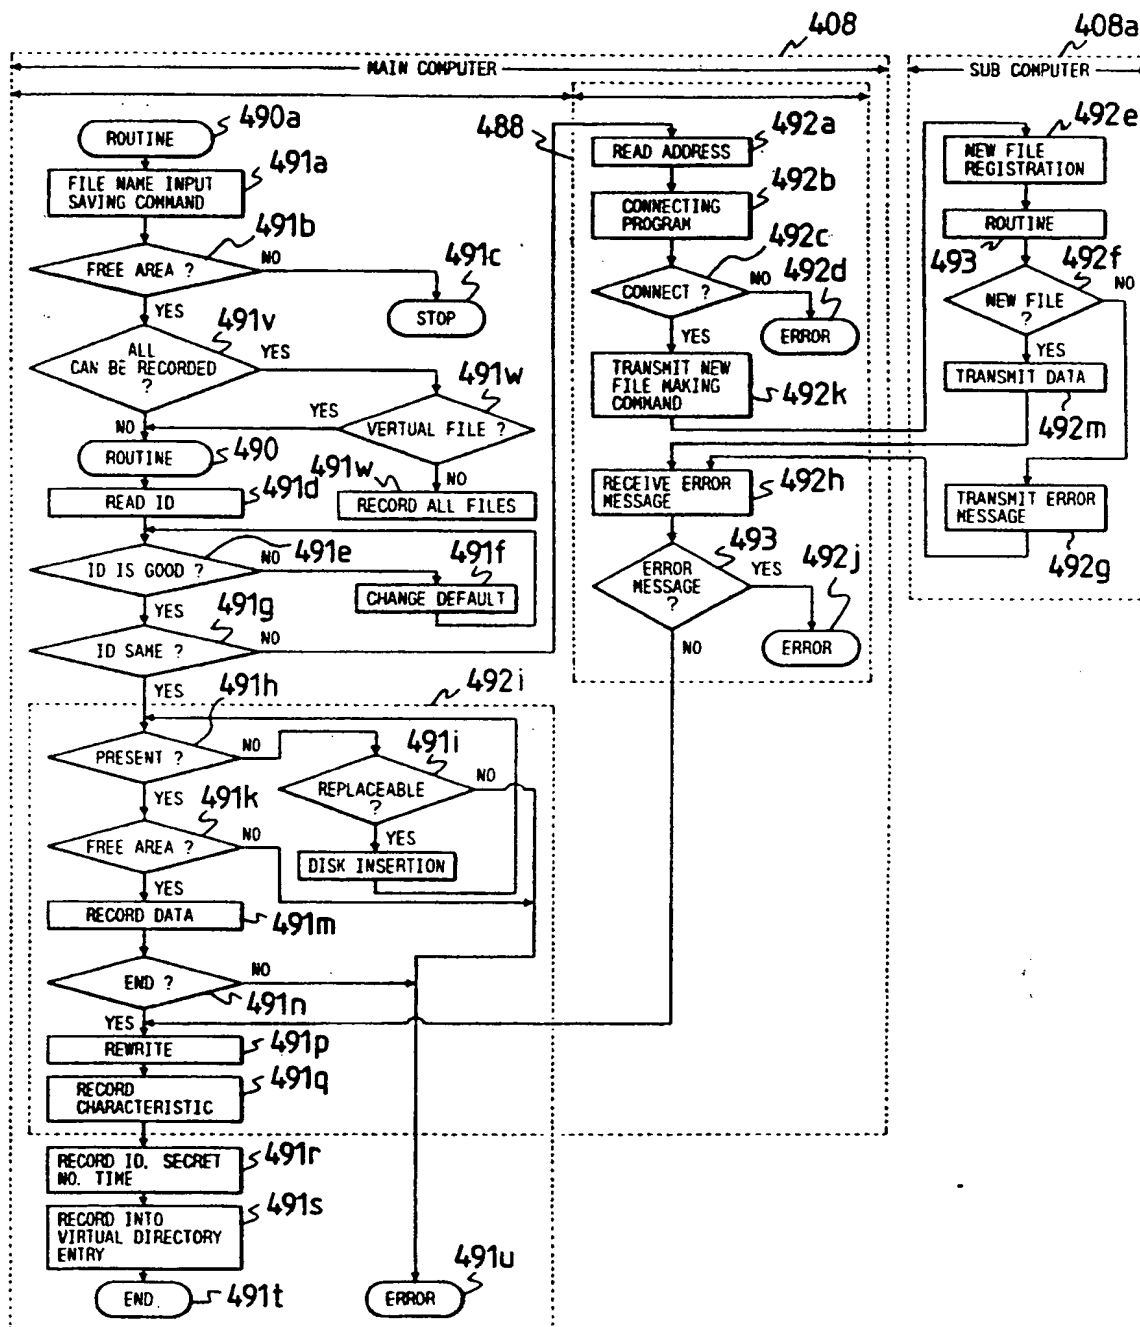 408
408a
MAIN COMPUTER
SUB COMPUTER
490a
ROUTINE
491a
FILE NAME INPUT
SAVING COMMAND
491b
FREE AREA ?
NO
491c
STOP
YES
491v
ALL
CAN BE RECORDED
?
YES
491w
VERTUAL FILE ?
YES
NO
NO
491w
RECORD ALL FILES
ROUTINE
490
READ ID
491d
ID IS GOOD ?
491e
NO
491f
CHANGE DEFAULT
YES
491g
ID SAME ?
NO
YES
491h
492i
PRESENT ?
NO
491i
REPLACEABLE
?
NO
YES
DISK INSERTION
YES
491k
FREE AREA ?
NO
YES
RECORD DATA
491m
END ?
NO
491n
YES
REWRITE
491p
RECORD
CHARACTERISTIC
491q
RECORD ID. SECRET
NO. TIME
491r
RECORD INTO
VIRTUAL DIRECTORY
ENTRY
491s
END
491t
ERROR
491u
488
READ ADDRESS
492a
CONNECTING
PROGRAM
492b
CONNECT ?
492c
NO
492d
ERROR
YES
TRANSMIT NEW
FILE MAKING
COMMAND
492k
RECEIVE ERROR
MESSAGE
492h
ERROR
MESSAGE
?
493
YES
492j
ERROR
NO
492e
NEW FILE
REGISTRATION
ROUTINE
493
492f
NEW FILE
?
NO
YES
TRANSMIT DATA
492m
TRANSMIT ERROR
MESSAGE
492g